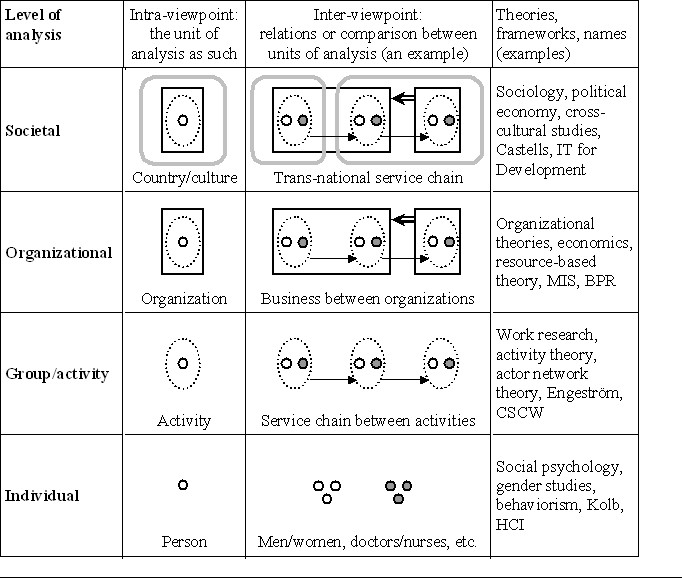 Level of
analysis
Intra-viewpoint:
the unit of
analysis as such
Inter-viewpoint:
relations or comparison between
units of analysis (an example)
Theories,
frameworks, names
(examples)
Societal
Country/culture
Trans-national service chain
Sociology, political
economy, cross-
cultural studies,
Castells, IT for
Development
Organizational
Organization
Business between organizations
Organizational
theories, economics,
resource-based
theory, MIS, BPR
Group/activity
Activity
Service chain between activities
Work research,
activity theory,
actor network
theory, Engeström,
CSCW
Individual
Person
Men/women, doctors/nurses, etc.
Social psychology,
gender studies,
behaviorism, Kolb,
HCI